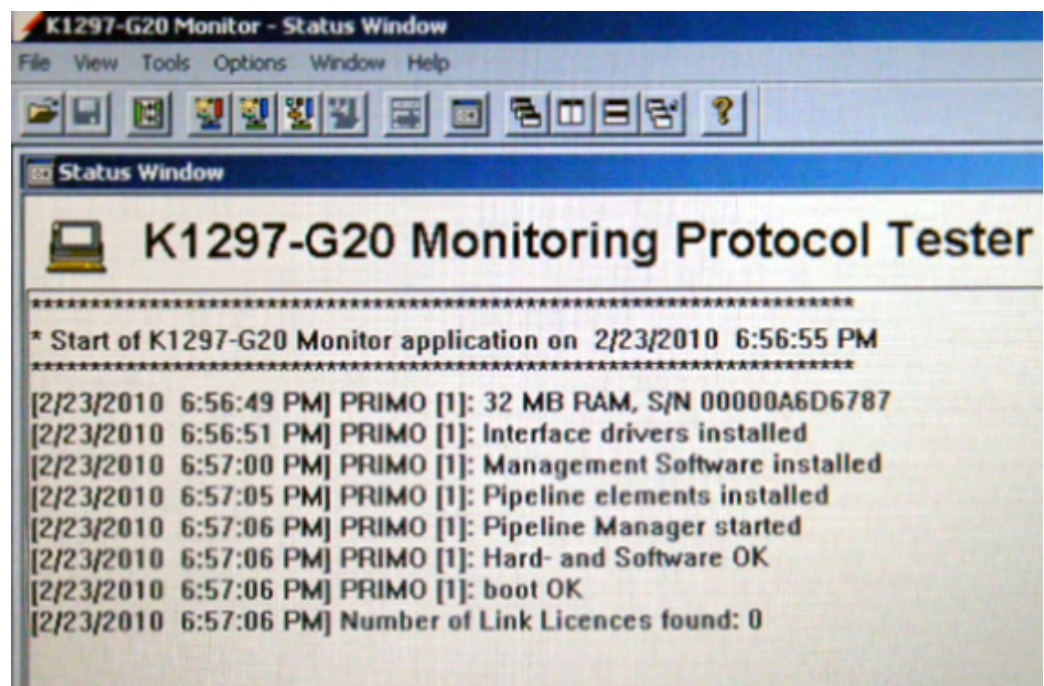 K1297-G20 Monitor - Status Window
File View Tools Options Window Help
Status Window
K1297-G20 Monitoring Protocol Tester
**********************************************************************
* Start of K1297-G20 Monitor application on 2/23/2010 6:56:55 PM
**********************************************************************
[2/23/2010 6:56:49 PM] PRIMO [1]: 32 MB RAM, S/N 00000A6D6787
[2/23/2010 6:56:51 PM] PRIMO [1]: Interface drivers installed
[2/23/2010 6:57:00 PM] PRIMO [1]: Management Software installed
[2/23/2010 6:57:05 PM] PRIMO [1]: Pipeline elements installed
[2/23/2010 6:57:06 PM] PRIMO [1]: Pipeline Manager started
[2/23/2010 6:57:06 PM] PRIMO [1]: Hard- and Software OK
[2/23/2010 6:57:06 PM] PRIMO [1]: boot OK
[2/23/2010 6:57:06 PM] Number of Link Licences found: 0